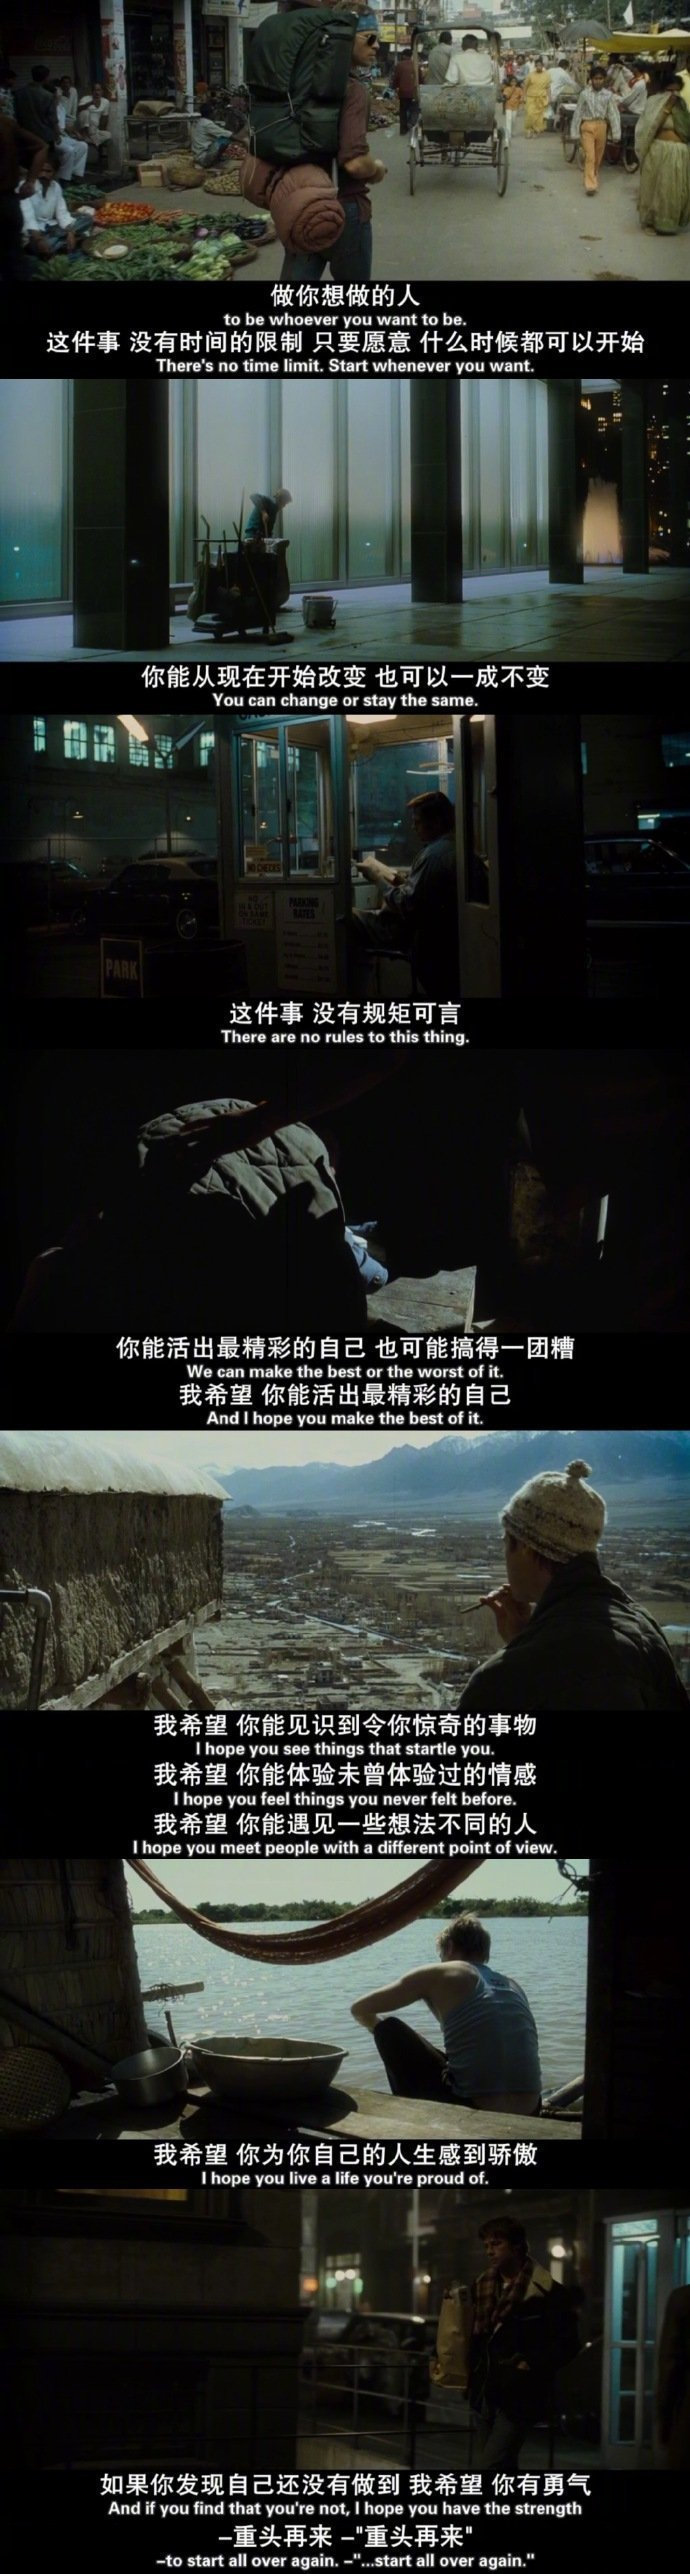 做你想做的人
to be whoever you want to be.
这件事 没有时间的限制 只要愿意 什么时候都可以开始
There's no time limit. Start whenever you want.
你能从现在开始改变 也可以一成不变
You can change or stay the same.
NO CHECKS
NO
IN & OUT
ON SAME
TICKET
PARKING
RATES
PARK
这件事 没有规矩可言
There are no rules to this thing.
你能活出最精彩的自己 也可能搞得一团糟
We can make the best or the worst of it.
我希望 你能活出最精彩的自己
And I hope you make the best of it.
我希望 你能见识到令你惊奇的事物
I hope you see things that startle you.
我希望 你能体验未曾体验过的情感
I hope you feel things you never felt before.
我希望 你能遇见一些想法不同的人
I hope you meet people with a different point of view.
我希望 你为你自己的人生感到骄傲
I hope you live a life you're proud of.
如果你发现自己还没有做到 我希望 你有勇气
And if you find that you're not, I hope you have the strength
–重头再来 –"重头再来"
–to start all over again. –"...start all over again."